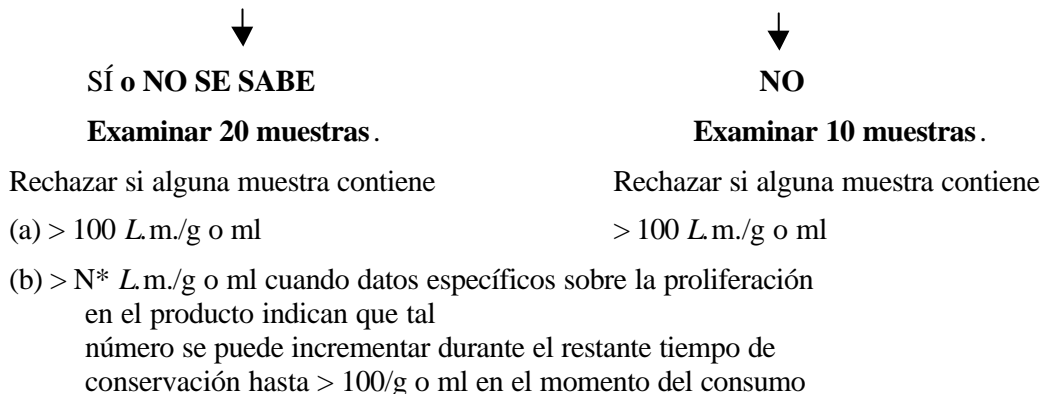 SÍ o NO SE SABE
NO
Examinar 20 muestras.
Examinar 10 muestras.
Rechazar si alguna muestra contiene
Rechazar si alguna muestra contiene
(a) > 100 L.m./g o ml
> 100 L.m./g o ml
(b) > N* L.m./g o ml cuando datos específicos sobre la proliferación
en el producto indican que tal
número se puede incrementar durante el restante tiempo de
conservación hasta > 100/g o ml en el momento del consumo